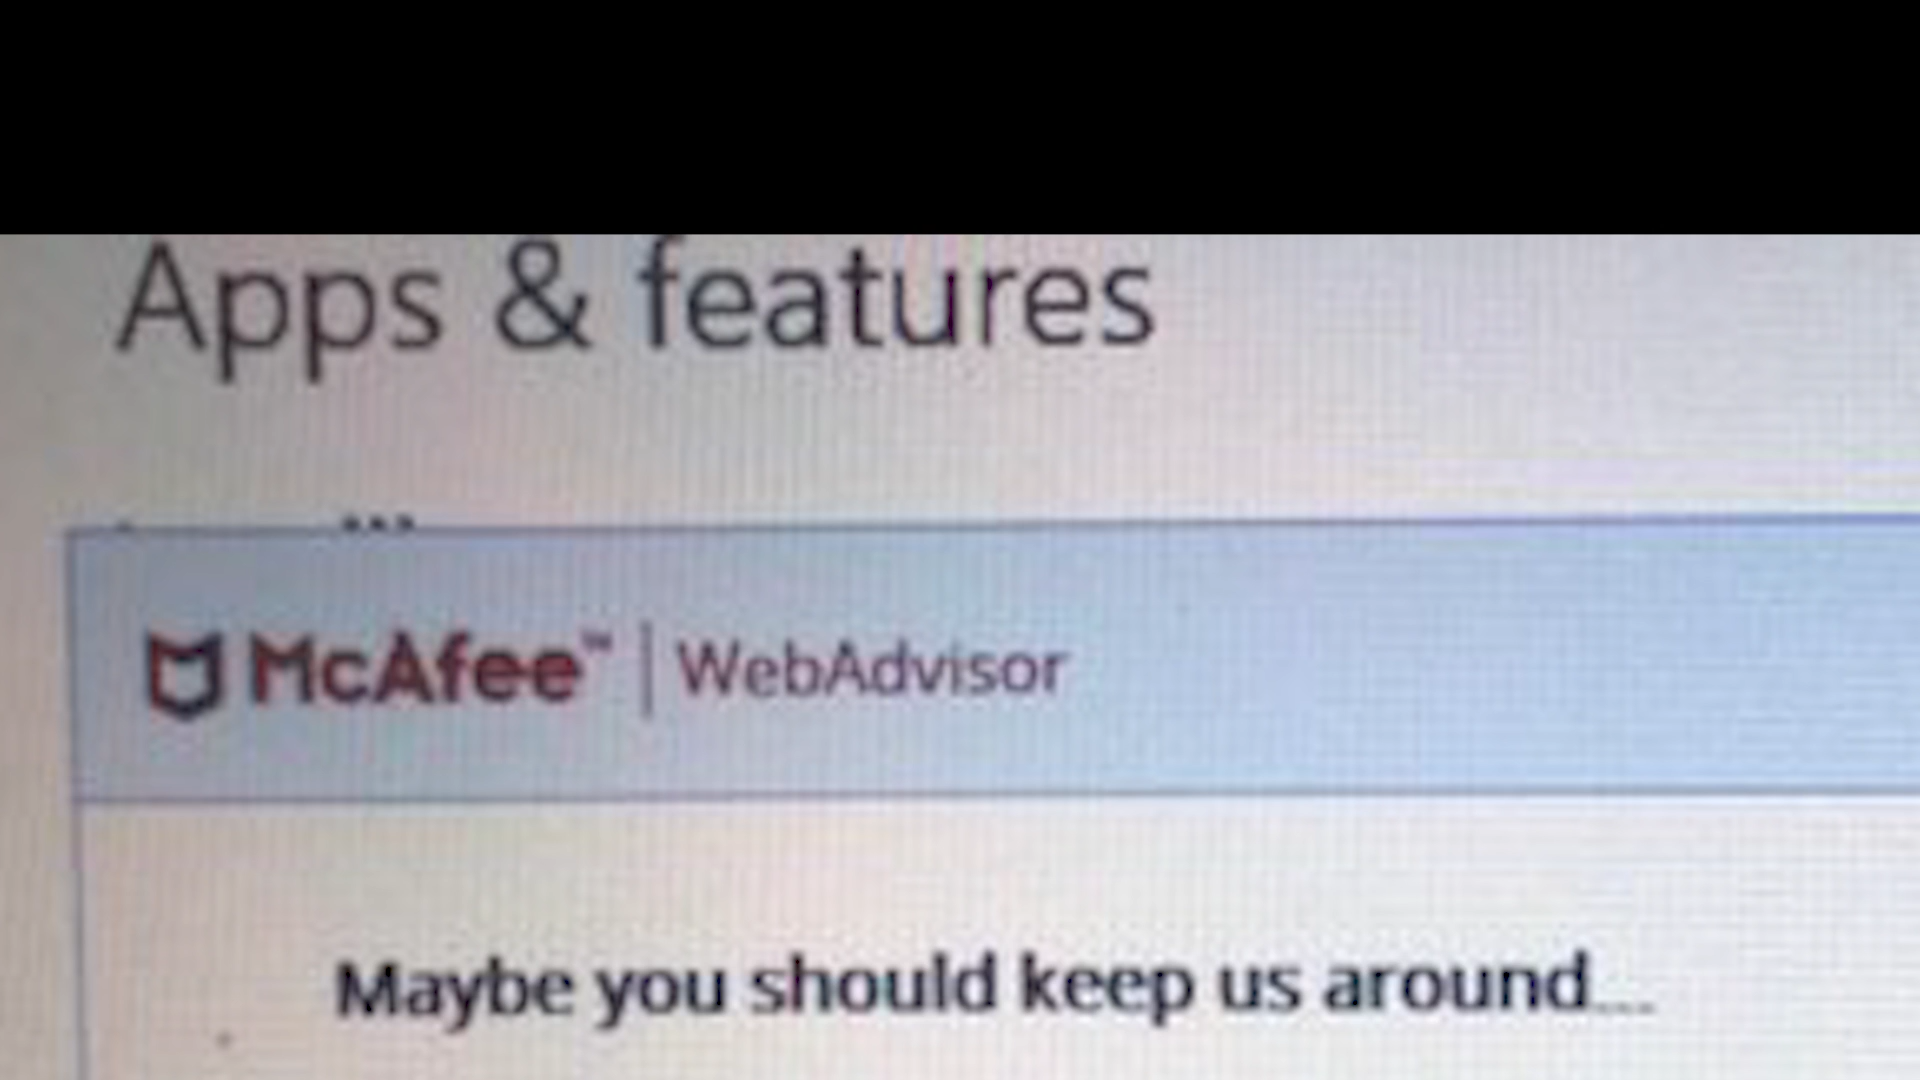 Apps & features
McAfee™ | WebAdvisor
Maybe you should keep us around...